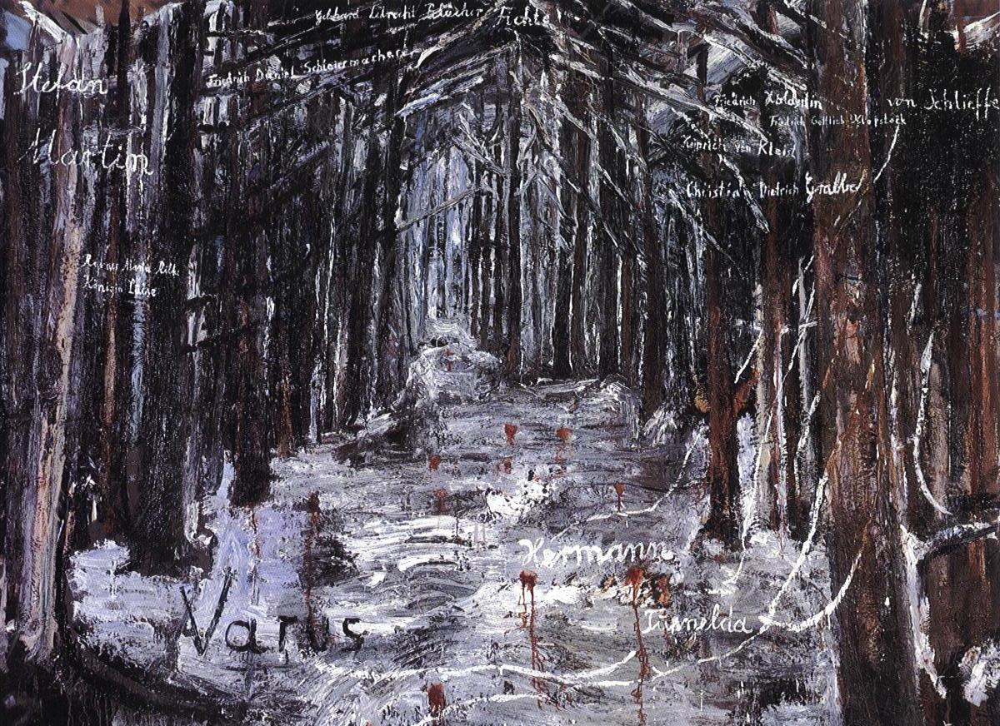 Gebhard Lebrecht Blücher Fichte
Stefan
Friedrich Daniel Schleiermacher
Friedrich Hölderlin
von Schlieffe
Friedrich Gottlieb Klopstock
Martin
Heinrich von Kleist
Christian Dietrich Grabbe
Rainer Maria Rilke
Königin Luise
Hermann
Varus
Tusnelda